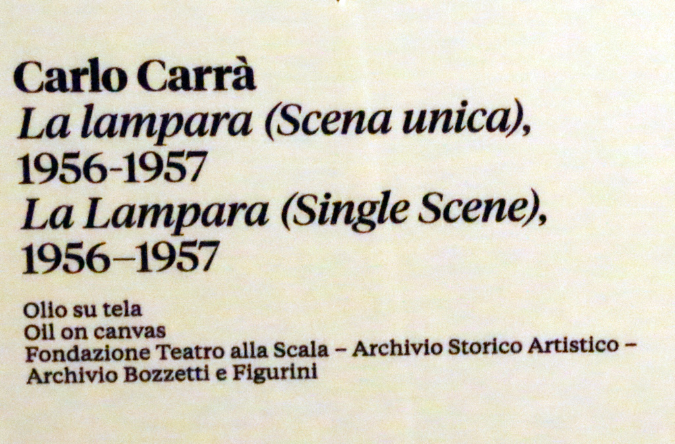 Carlo Carrà
La lampara (Scena unica),
1956-1957
La Lampara (Single Scene),
1956–1957
Olio su tela
Oil on canvas
Fondazione Teatro alla Scala – Archivio Storico Artistico –
Archivio Bozzetti e Figurini